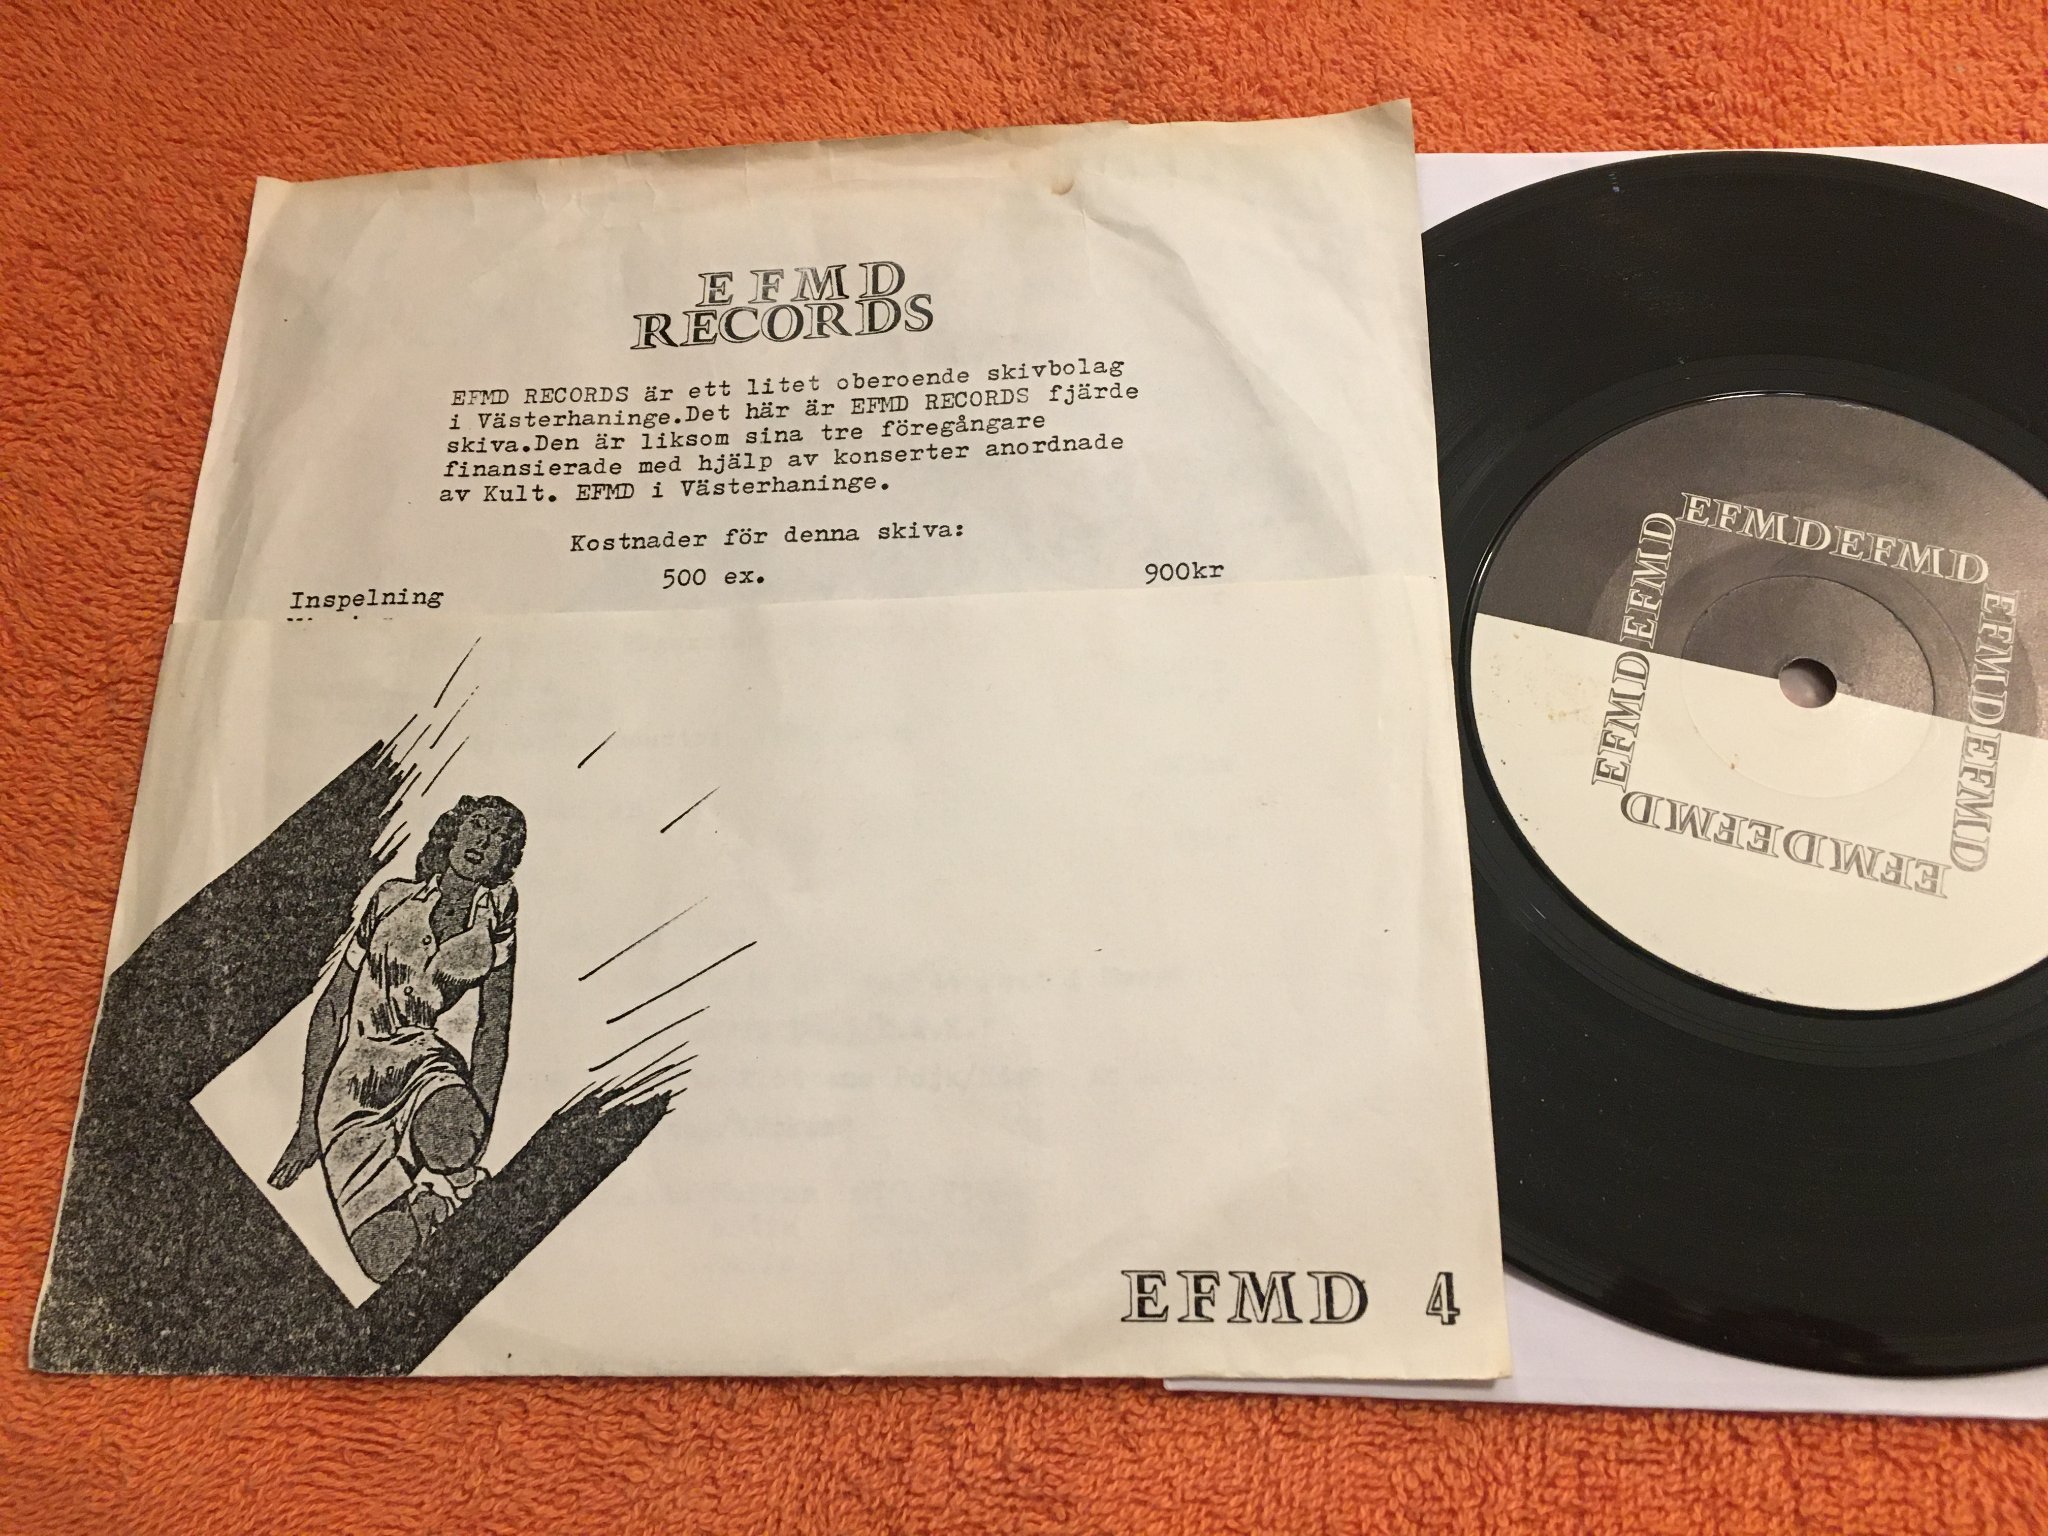 EFMD
RECORDS
EFMD RECORDS är ett litet oberoende skivbolag
i Västerhaninge.Det här är EFMD RECORDS fjärde
skiva.Den är liksom sina tre föregångare
finansierade med hjälp av konserter anordnade
av Kult. EFMD i Västerhaninge.
Kostnader för denna skiva:
500 ex.
Inspelning 900kr
EFMD 4
EFMDEFMD
EFMDEFMD
EFMDEFMD
EFMDEFMD